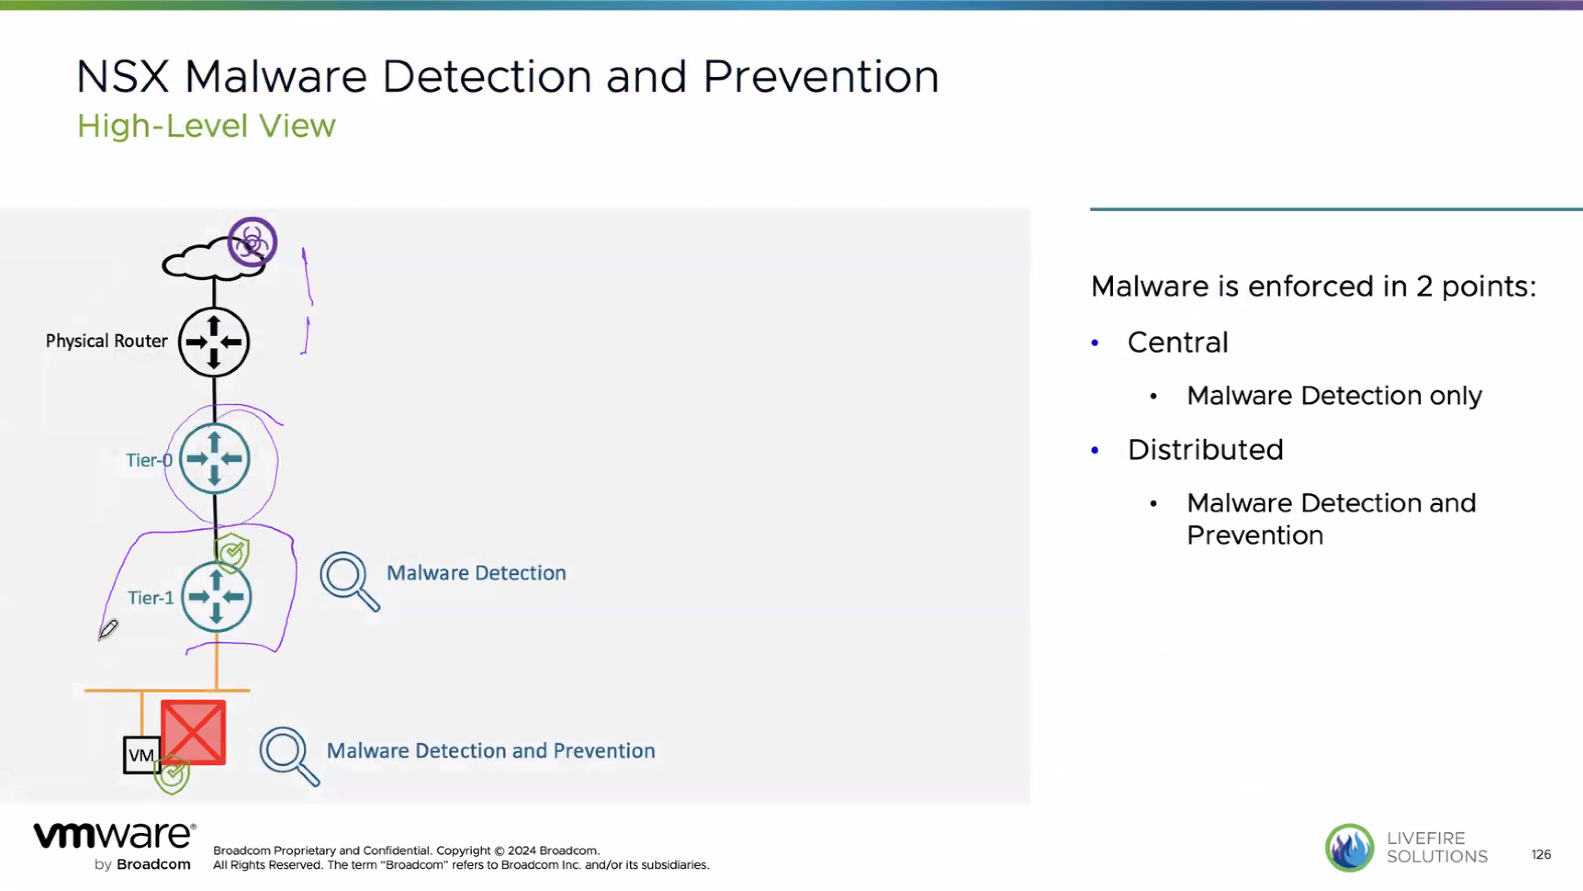 NSX Malware Detection and Prevention
High-Level View
Physical Router
Tier-0
Tier-1
Malware Detection
VM
Malware Detection and Prevention
Malware is enforced in 2 points:
• Central
• Malware Detection only
• Distributed
• Malware Detection and
Prevention
vmware®
by Broadcom
Broadcom Proprietary and Confidential. Copyright © 2024 Broadcom.
All Rights Reserved. The term “Broadcom” refers to Broadcom Inc. and/or its subsidiaries.
LIVEFIRE
SOLUTIONS
126